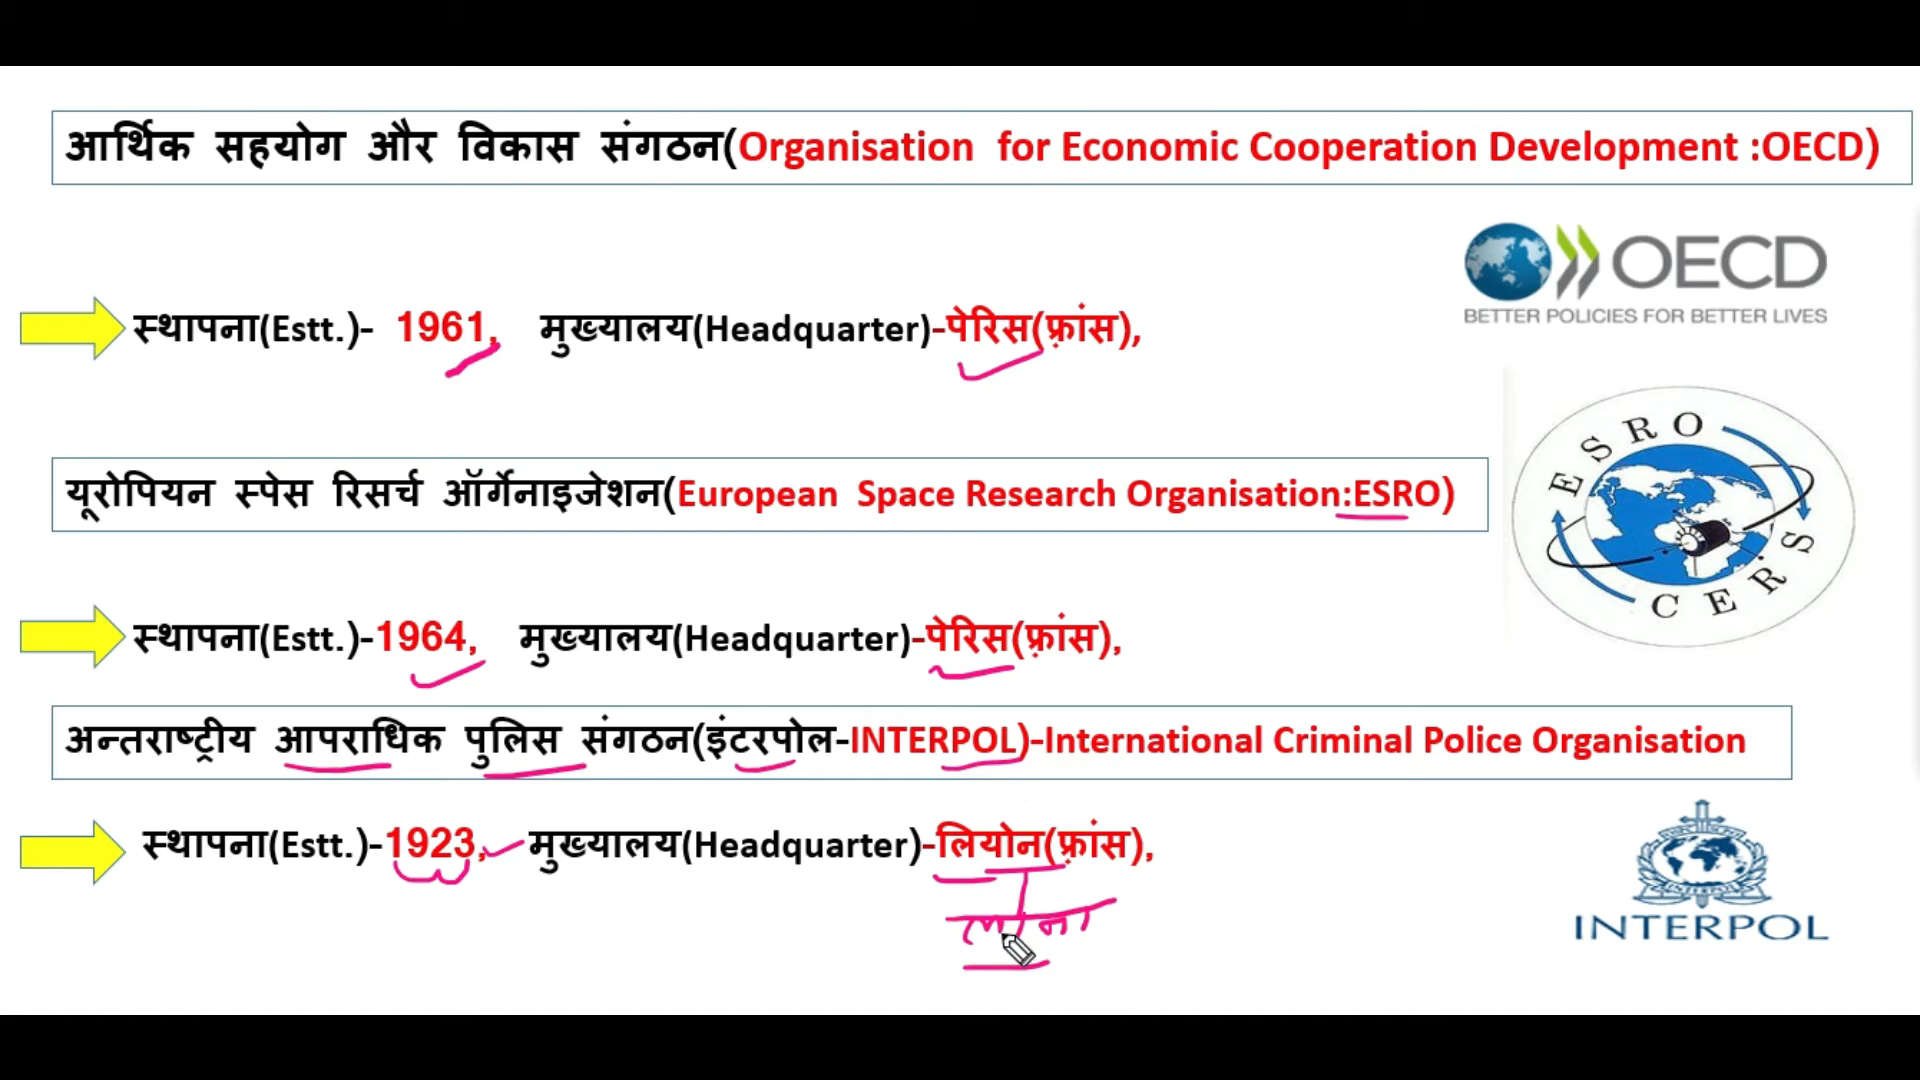 आर्थिक सहयोग और विकास संगठन(Organisation for Economic Cooperation Development :OECD)
OECD
BETTER POLICIES FOR BETTER LIVES
स्थापना(Estt.)- 1961, मुख्यालय(Headquarter)-पेरिस(फ़्रांस),
ESRO
CERS
यूरोपियन स्पेस रिसर्च ऑर्गेनाइजेशन(European Space Research Organisation:ESRO)
स्थापना(Estt.)-1964, मुख्यालय(Headquarter)-पेरिस(फ़्रांस),
अन्तराष्ट्रीय आपराधिक पुलिस संगठन(इंटरपोल-INTERPOL)-International Criminal Police Organisation
स्थापना(Estt.)-1923, मुख्यालय(Headquarter)-लियोन(फ़्रांस),
INTERPOL